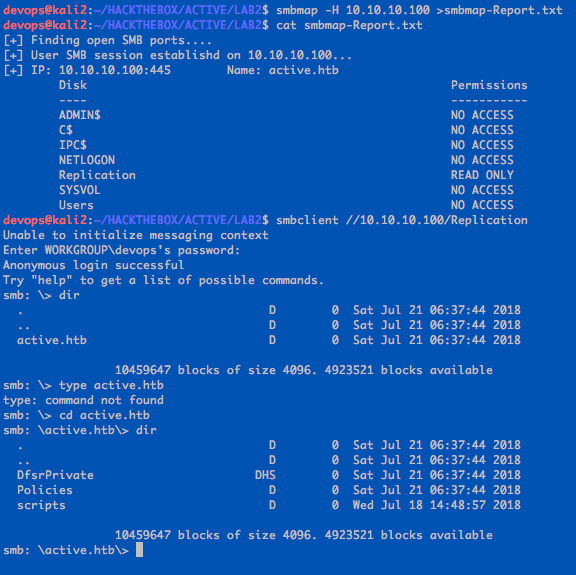 devops@kali2:~/HACKTHEBOX/ACTIVE/LAB2$ smbmap -H 10.10.10.100 >smbmap-Report.txt
devops@kali2:~/HACKTHEBOX/ACTIVE/LAB2$ cat smbmap-Report.txt
[+] Finding open SMB ports....
[+] User SMB session establishd on 10.10.10.100...
[+] IP: 10.10.10.100:445        Name: active.htb
        Disk                                                    Permissions
        ----                                                    -----------
        ADMIN$                                                  NO ACCESS
        C$                                                      NO ACCESS
        IPC$                                                    NO ACCESS
        NETLOGON                                                NO ACCESS
        Replication                                             READ ONLY
        SYSVOL                                                  NO ACCESS
        Users                                                   NO ACCESS
devops@kali2:~/HACKTHEBOX/ACTIVE/LAB2$ smbclient //10.10.10.100/Replication
Unable to initialize messaging context
Enter WORKGROUP\devops's password:
Anonymous login successful
Try "help" to get a list of possible commands.
smb: \> dir
  .                                   D        0  Sat Jul 21 06:37:44 2018
  ..                                  D        0  Sat Jul 21 06:37:44 2018
  active.htb                          D        0  Sat Jul 21 06:37:44 2018
                10459647 blocks of size 4096. 4923521 blocks available
smb: \> type active.htb
type: command not found
smb: \> cd active.htb
smb: \active.htb\> dir
  .                                   D        0  Sat Jul 21 06:37:44 2018
  ..                                  D        0  Sat Jul 21 06:37:44 2018
  DfsrPrivate                       DHS        0  Sat Jul 21 06:37:44 2018
  Policies                            D        0  Sat Jul 21 06:37:44 2018
  scripts                             D        0  Wed Jul 18 14:48:57 2018
                10459647 blocks of size 4096. 4923521 blocks available
smb: \active.htb\>